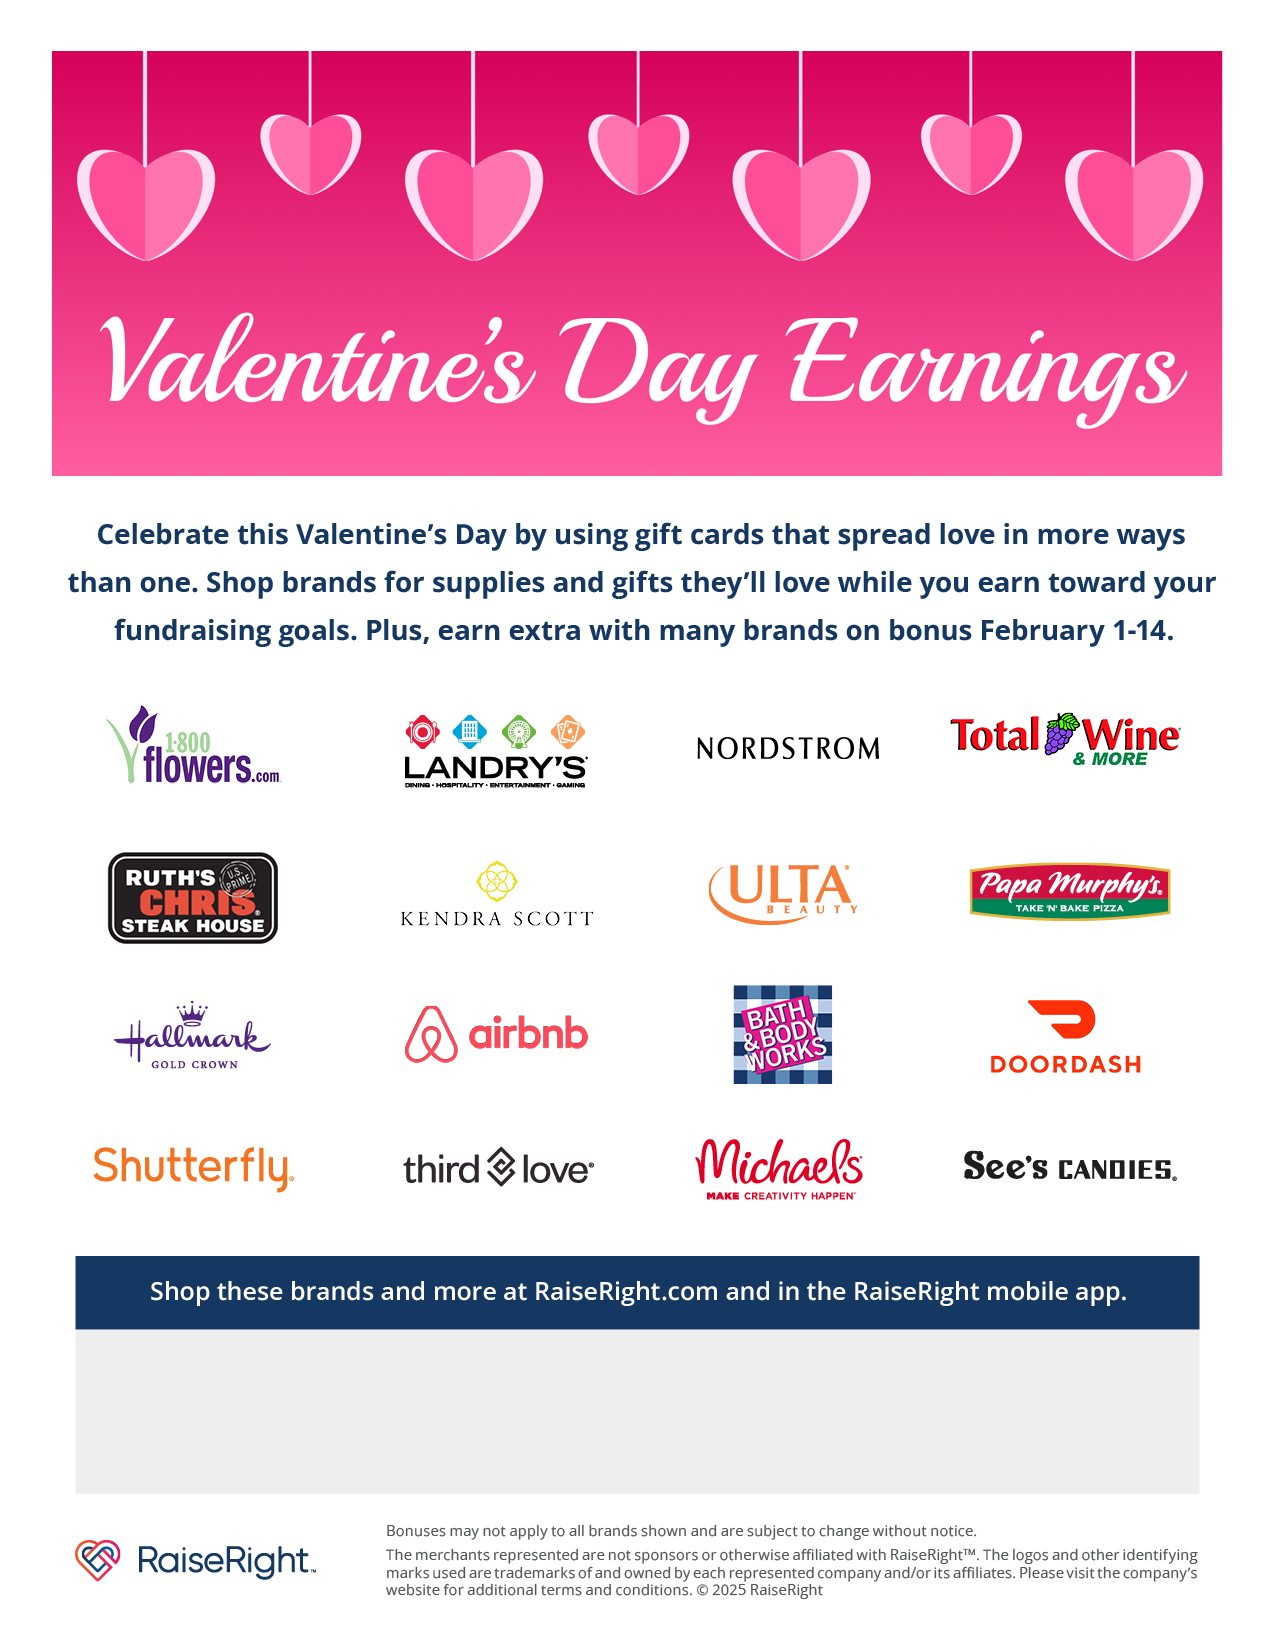 Valentine's Day Earnings
Celebrate this Valentine's Day by using gift cards that spread love in more ways
than one. Shop brands for supplies and gifts they'll love while you earn toward your
fundraising goals. Plus, earn extra with many brands on bonus February 1-14.
1·800
flowers.com
LANDRY'S
DINING · HOSPITALITY · ENTERTAINMENT · GAMING
NORDSTROM
Total Wine
& MORE
RUTH'S
U.S. PRIME
CHRIS®
STEAK HOUSE
KENDRA SCOTT
ULTA®
BEAUTY
Papa Murphy's®
TAKE 'N' BAKE PIZZA
Hallmark
GOLD CROWN
airbnb
BATH
& BODY
WORKS
DOORDASH
Shutterfly®
third love®
Michaels
MAKE CREATIVITY HAPPEN
See's CANDIES®
Shop these brands and more at RaiseRight.com and in the RaiseRight mobile app.
RaiseRight™
Bonuses may not apply to all brands shown and are subject to change without notice.
The merchants represented are not sponsors or otherwise affiliated with RaiseRight™. The logos and other identifying
marks used are trademarks of and owned by each represented company and/or its affiliates. Please visit the company's
website for additional terms and conditions. © 2025 RaiseRight